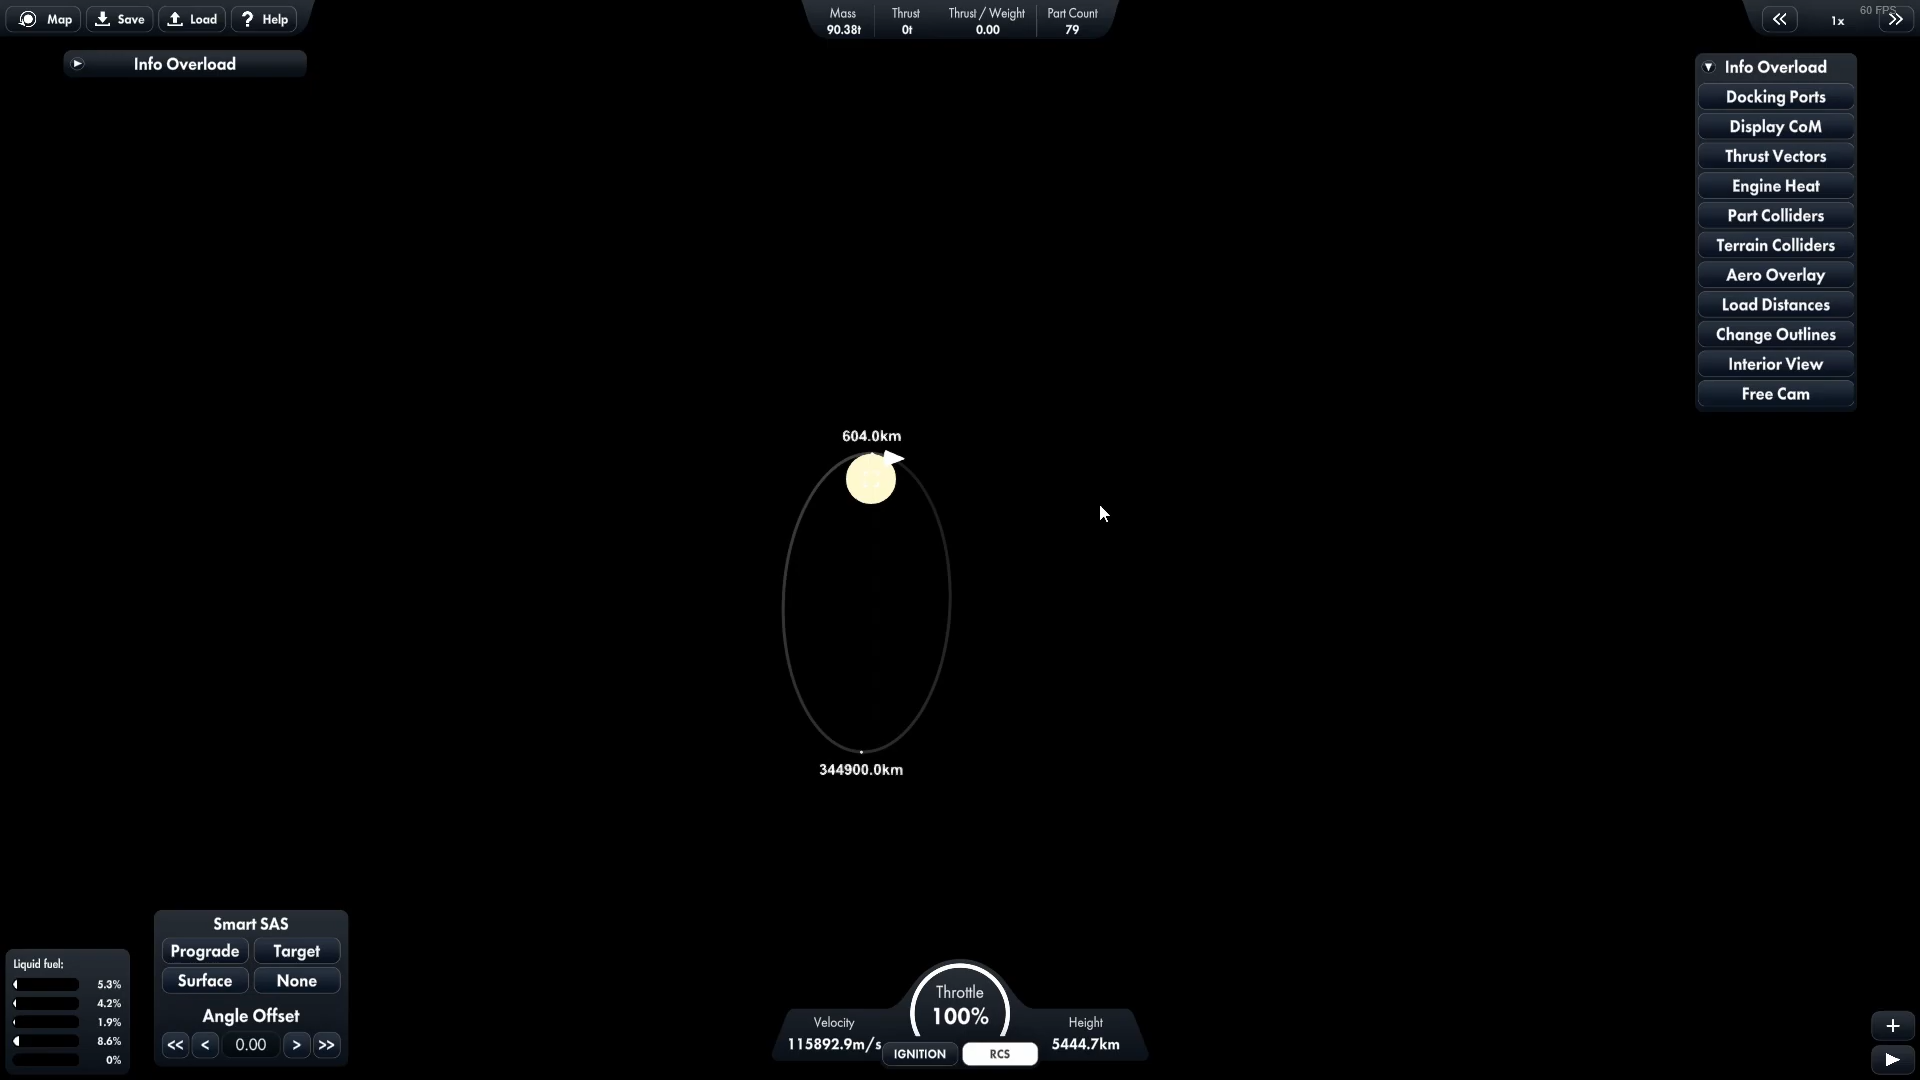 Map
Save
Load
? Help
Mass
90.38t
Thrust
0t
Thrust / Weight
0.00
Part Count
79
1x
60 FPS
Info Overload
Info Overload
Docking Ports
Display CoM
Thrust Vectors
Engine Heat
Part Colliders
Terrain Colliders
Aero Overlay
Load Distances
Change Outlines
Interior View
Free Cam
604.0km
344900.0km
Smart SAS
Prograde
Target
Surface
None
Angle Offset
<<
<
0.00
>
>>
Liquid fuel:
5.3%
4.2%
1.9%
8.6%
0%
Throttle
100%
Velocity
115892.9m/s
IGNITION
RCS
Height
5444.7km